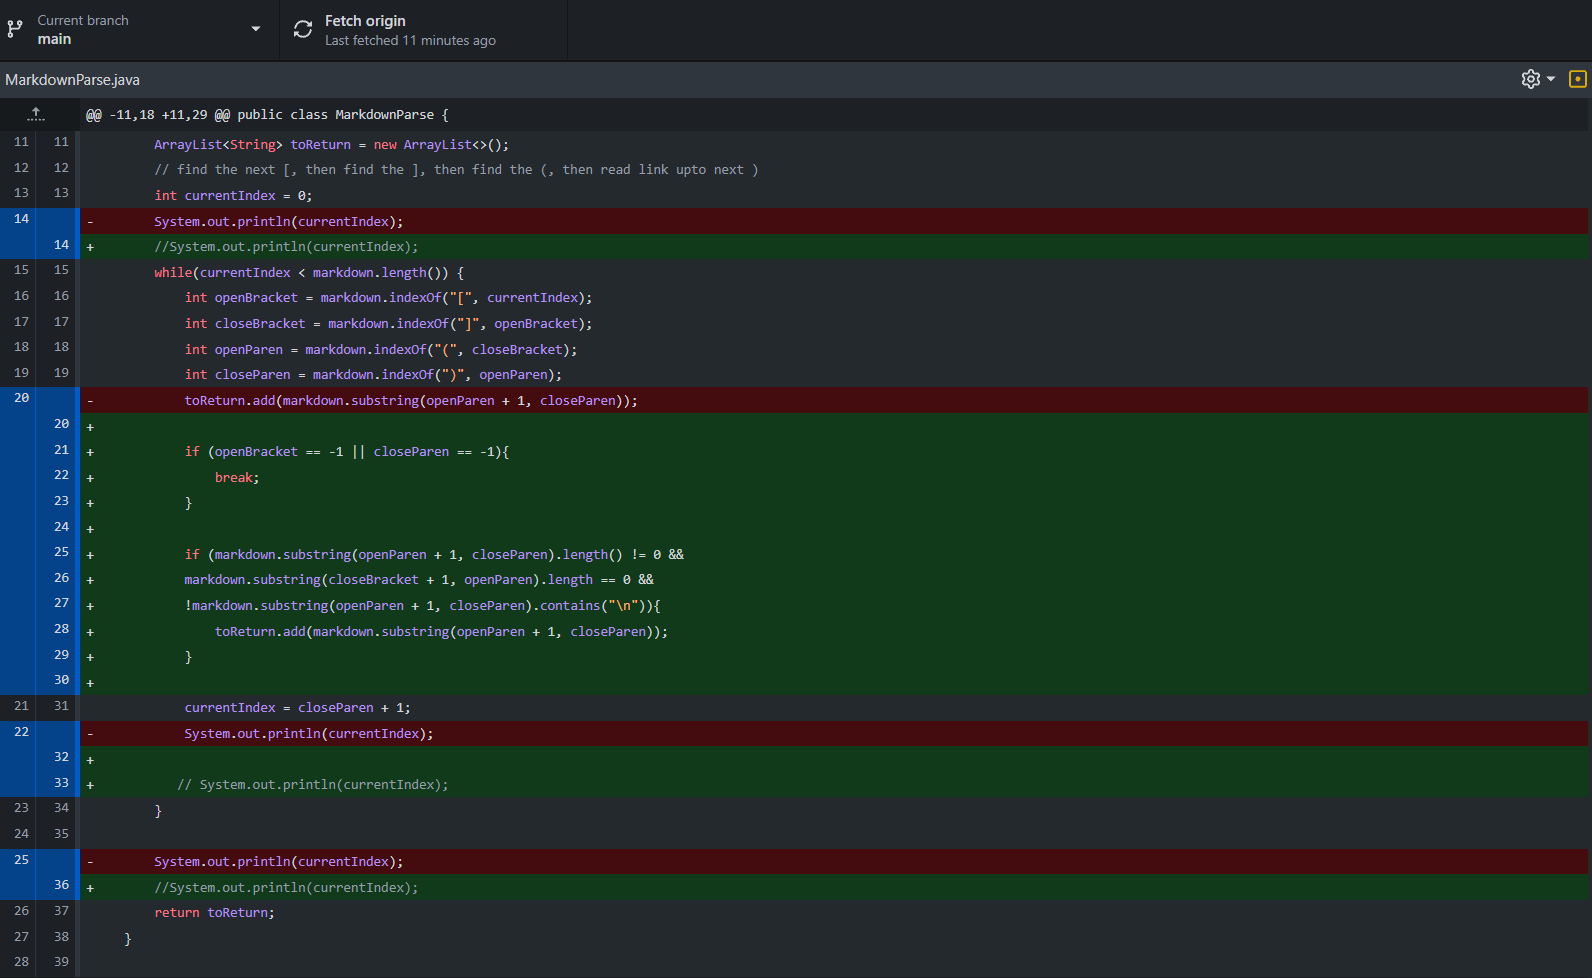 Current branch
main
Fetch origin
Last fetched 11 minutes ago
MarkdownParse.java
@@ -11,18 +11,29 @@ public class MarkdownParse {
11 11 ArrayList<String> toReturn = new ArrayList<>();
12 12 // find the next [, then find the ], then find the (, then read link upto next )
13 13 int currentIndex = 0;
14 - System.out.println(currentIndex);
14 + //System.out.println(currentIndex);
15 15 while(currentIndex < markdown.length()) {
16 16 int openBracket = markdown.indexOf("[", currentIndex);
17 17 int closeBracket = markdown.indexOf("]", openBracket);
18 18 int openParen = markdown.indexOf("(", closeBracket);
19 19 int closeParen = markdown.indexOf(")", openParen);
20 - toReturn.add(markdown.substring(openParen + 1, closeParen));
20 +
21 + if (openBracket == -1 || closeParen == -1){
22 + break;
23 + }
24 +
25 + if (markdown.substring(openParen + 1, closeParen).length() != 0 &&
26 + markdown.substring(closeBracket + 1, openParen).length == 0 &&
27 + !markdown.substring(openParen + 1, closeParen).contains("\n")){
28 + toReturn.add(markdown.substring(openParen + 1, closeParen));
29 + }
30 +
21 31 currentIndex = closeParen + 1;
22 - System.out.println(currentIndex);
32 +
33 + // System.out.println(currentIndex);
23 34 }
24 35
25 - System.out.println(currentIndex);
36 + //System.out.println(currentIndex);
26 37 return toReturn;
27 38 }
28 39